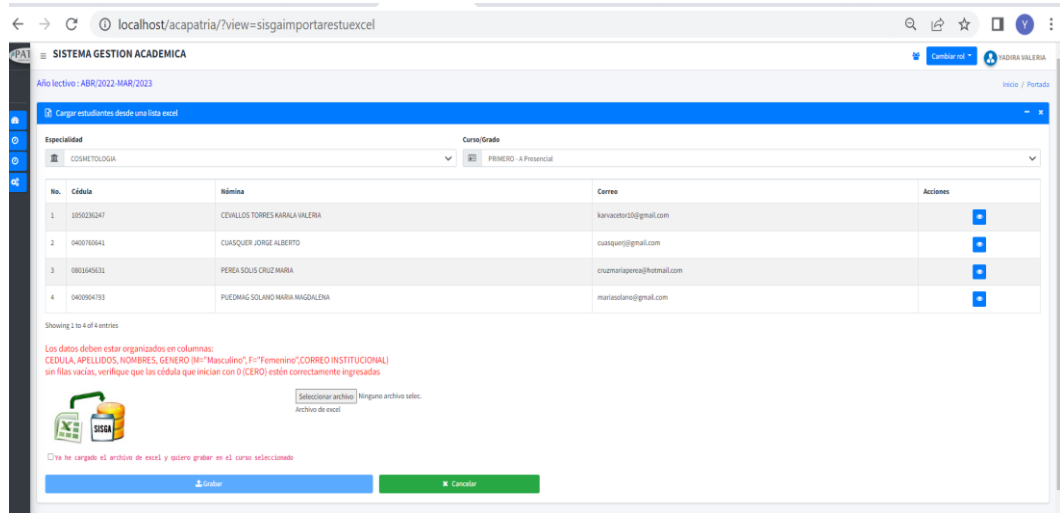 localhost/acapatria/?view=sisgaimportarestuexcel
Y
PAT
SISTEMA GESTION ACADEMICA
Cambiar rol
YADIRA VALERIA
Año lectivo : ABR/2022-MAR/2023
Inicio / Portada
Cargar estudiantes desde una lista excel
Especialidad
Curso/Grado
COSMETOLOGIA
PRIMERO - A Presencial
No. Cédula Nómina Correo Acciones
1 1050236247 CEVALLOS TORRES KARALA VALERIA karvacetor10@gmail.com
2 0400760641 CUASQUER JORGE ALBERTO cuasquerj@gmail.com
3 0801645631 PEREA SOLIS CRUZ MARIA cruzmariaperea@hotmail.com
4 0400904793 PUEDMAG SOLANO MARIA MAGDALENA mariasolano@gmail.com
Showing 1 to 4 of 4 entries
Los datos deben estar organizados en columnas:
CEDULA, APELLIDOS, NOMBRES, GENERO (M="Masculino", F="Femenino",CORREO INSTITUCIONAL)
sin filas vacías, verifique que las cédula que inician con 0 (CERO) estén correctamente ingresadas
Seleccionar archivo Ninguno archivo selec.
Archivo de excel
SISGA
Ya he cargado el archivo de excel y quiero grabar en el curso seleccionado
Grabar
Cancelar